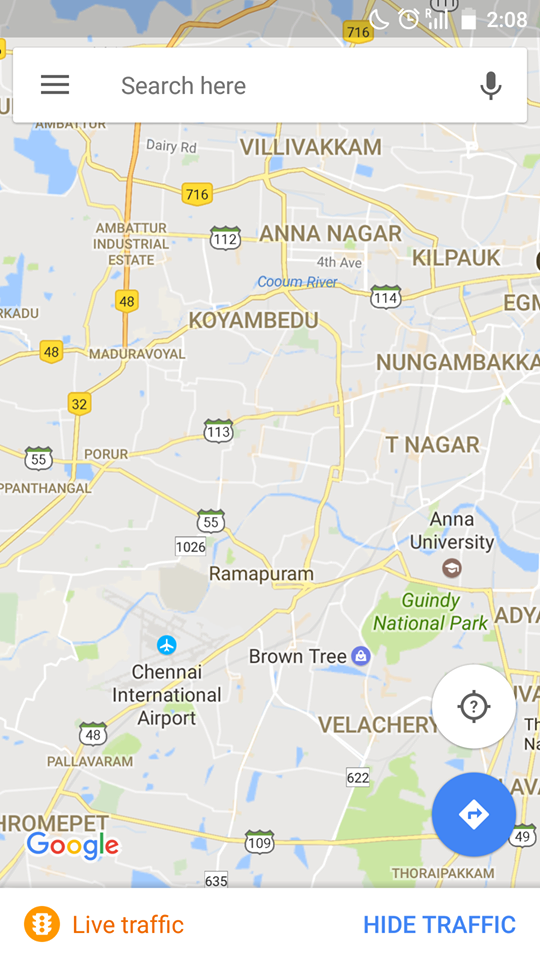 111
716
R
2:08
Search here
AMBATTUR
Dairy Rd
VILLIVAKKAM
716
AMBATTUR
INDUSTRIAL
ESTATE
112
ANNA NAGAR
4th Ave
KILPAUK
Cooum River
48
114
EGM
RKADU
KOYAMBEDU
48
MADURAVOYAL
NUNGAMBAKKA
32
113
T NAGAR
55
PORUR
PPANTHANGAL
55
Anna
University
1026
Ramapuram
Guindy
National Park
ADYA
Brown Tree
Chennai
International
Airport
?
VELACHERY
48
PALLAVARAM
622
HROMEPET
Google
109
49
635
THORAIPAKKAM
Live traffic
HIDE TRAFFIC